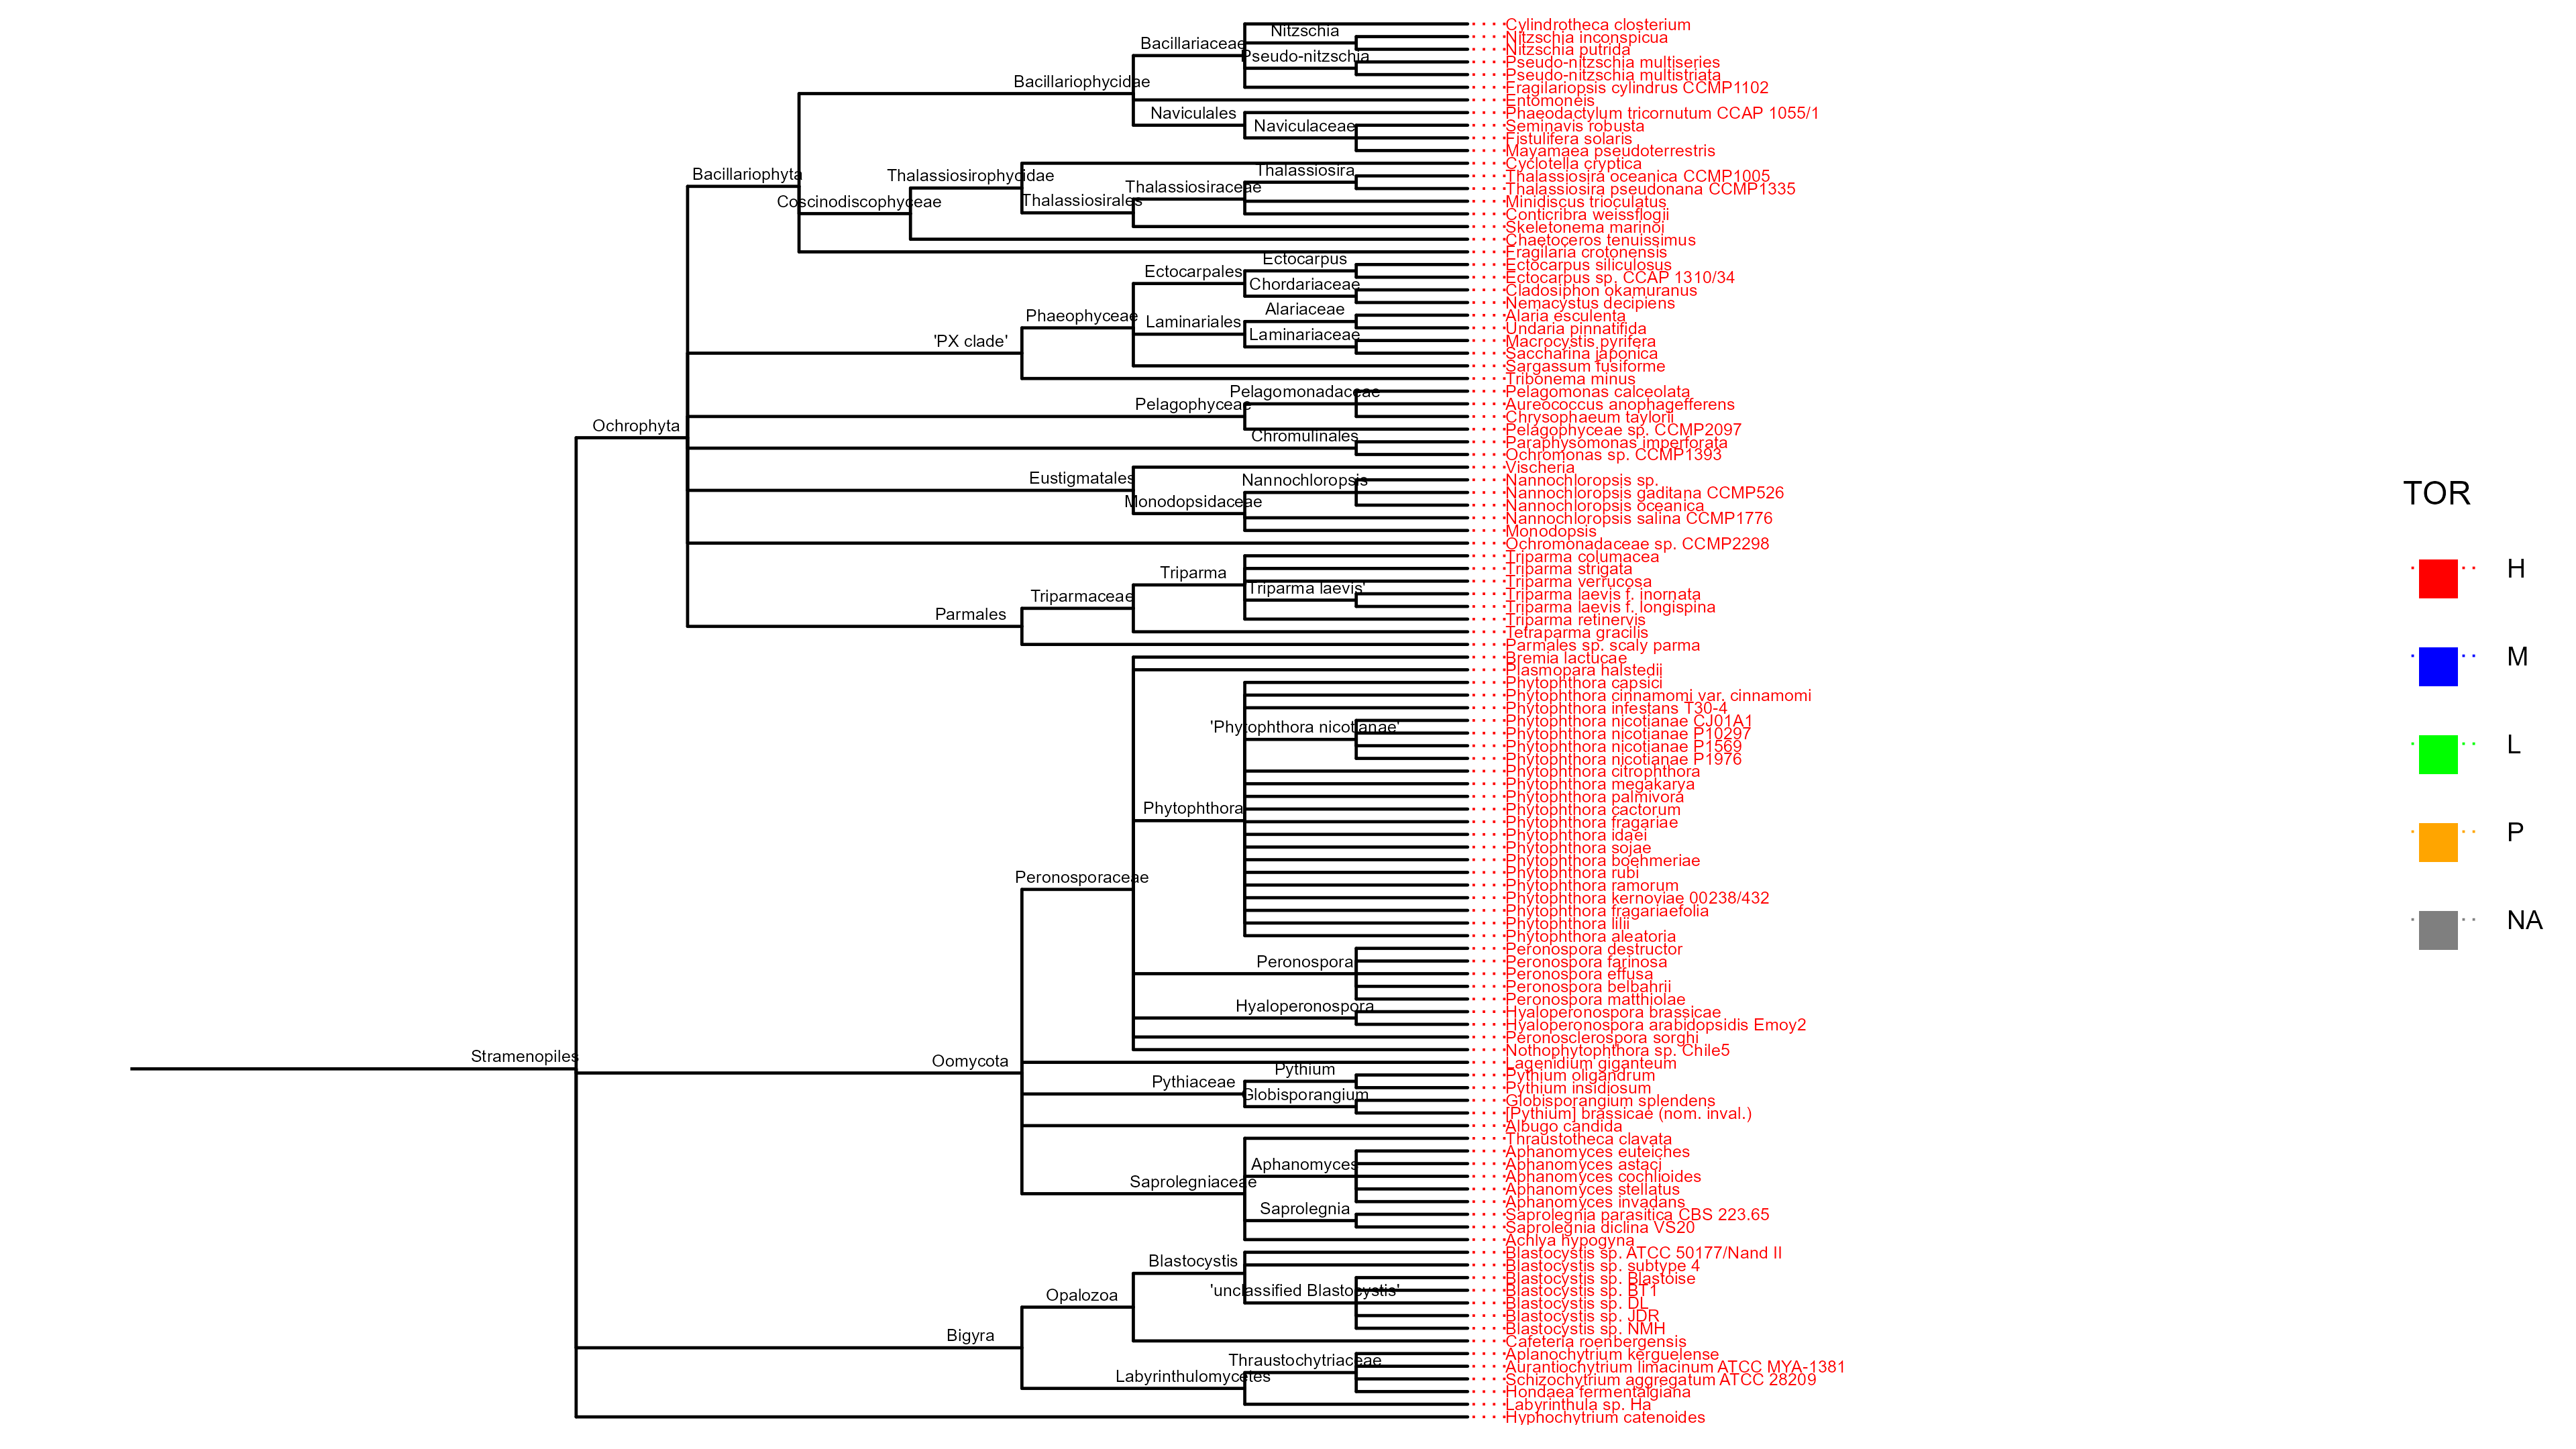 Cylindrotheca closterium
Nitzschia
Nitzschia inconspicua
Bacillariaceae
Nitzschia putrida
Pseudo-nitzschia
Pseudo-nitzschia multiseries
Pseudo-nitzschia multistriata
Bacillariophycidae
Fragilariopsis cylindrus CCMP1102
Entomoneis
Naviculales
Phaeodactylum tricornutum CCAP 1055/1
Naviculaceae
Seminavis robusta
Fistulifera solaris
Mayamaea pseudoterrestris
Cyclotella cryptica
Bacillariophyta
Thalassiosirophycidae
Thalassiosira
Thalassiosira oceanica CCMP1005
Thalassiosiraceae
Thalassiosira pseudonana CCMP1335
Coscinodiscophyceae
Thalassiosirales
Minidiscus trioculatus
Conticribra weissflogii
Skeletonema marinoi
Chaetoceros tenuissimus
Fragilaria crotonensis
Ectocarpus
Ectocarpus siliculosus
Ectocarpales
Ectocarpus sp. CCAP 1310/34
Chordariaceae
Cladosiphon okamuranus
Nemacystus decipiens
Phaeophyceae
Alariaceae
Alaria esculenta
Laminariales
Undaria pinnatifida
'PX clade'
Laminariaceae
Macrocystis pyrifera
Saccharina japonica
Sargassum fusiforme
Tribonema minus
Pelagomonadaceae
Pelagomonas calceolata
Pelagophyceae
Aureococcus anophagefferens
Chrysophaeum taylorii
Ochrophyta
Pelagophyceae sp. CCMP2097
Chromulinales
Paraphysomonas imperforata
Ochromonas sp. CCMP1393
Vischeria
Eustigmatales
Nannochloropsis
Nannochloropsis sp.
Nannochloropsis gaditana CCMP526
Monodopsidaceae
Nannochloropsis oceanica
Nannochloropsis salina CCMP1776
Monodopsis
Ochromonadaceae sp. CCMP2298
Triparma columacea
Triparma
Triparma strigata
Triparma verrucosa
Triparmaceae
Triparma laevis'
Triparma laevis f. inornata
Triparma laevis f. longispina
Parmales
Triparma retinervis
Tetraparma gracilis
Parmales sp. scaly parma
Bremia lactucae
Plasmopara halstedii
Phytophthora capsici
Phytophthora cinnamomi var. cinnamomi
Phytophthora infestans T30-4
'Phytophthora nicotianae'
Phytophthora nicotianae CJ01A1
Phytophthora nicotianae P10297
Phytophthora nicotianae P1569
Phytophthora nicotianae P1976
Phytophthora citrophthora
Phytophthora megakarya
Phytophthora palmivora
Phytophthora
Phytophthora cactorum
Phytophthora fragariae
Phytophthora idaei
Phytophthora sojae
Phytophthora boehmeriae
Peronosporaceae
Phytophthora rubi
Phytophthora ramorum
Phytophthora kernoviae 00238/432
Phytophthora fragariaefolia
Phytophthora lilii
Phytophthora aleatoria
Peronospora destructor
Peronospora
Peronospora farinosa
Peronospora effusa
Peronospora belbahrii
Peronospora matthiolae
Hyaloperonospora
Hyaloperonospora brassicae
Hyaloperonospora arabidopsidis Emoy2
Peronosclerospora sorghi
Stramenopiles
Nothophytophthora sp. Chile5
Oomycota
Lagenidium giganteum
Pythiaceae
Pythium
Pythium oligandrum
Pythium insidiosum
Globisporangium
Globisporangium splendens
[Pythium] brassicae (nom. inval.)
Albugo candida
Thraustotheca clavata
Aphanomyces euteiches
Aphanomyces
Aphanomyces astaci
Saprolegniaceae
Aphanomyces cochlioides
Aphanomyces stellatus
Aphanomyces invadans
Saprolegnia
Saprolegnia parasitica CBS 223.65
Saprolegnia diclina VS20
Achlya hypogyna
Blastocystis
Blastocystis sp. ATCC 50177/Nand II
Blastocystis sp. subtype 4
Opalozoa
'unclassified Blastocystis'
Blastocystis sp. Blastoise
Blastocystis sp. BT1
Blastocystis sp. DL
Blastocystis sp. JDR
Bigyra
Blastocystis sp. NMH
Cafeteria roenbergensis
Thraustochytriaceae
Aplanochytrium kerguelense
Labyrinthulomycetes
Aurantiochytrium limacinum ATCC MYA-1381
Schizochytrium aggregatum ATCC 28209
Hondaea fermentalgiana
Labyrinthula sp. Ha
Hyphochytrium catenoides
TOR
H
M
L
P
NA